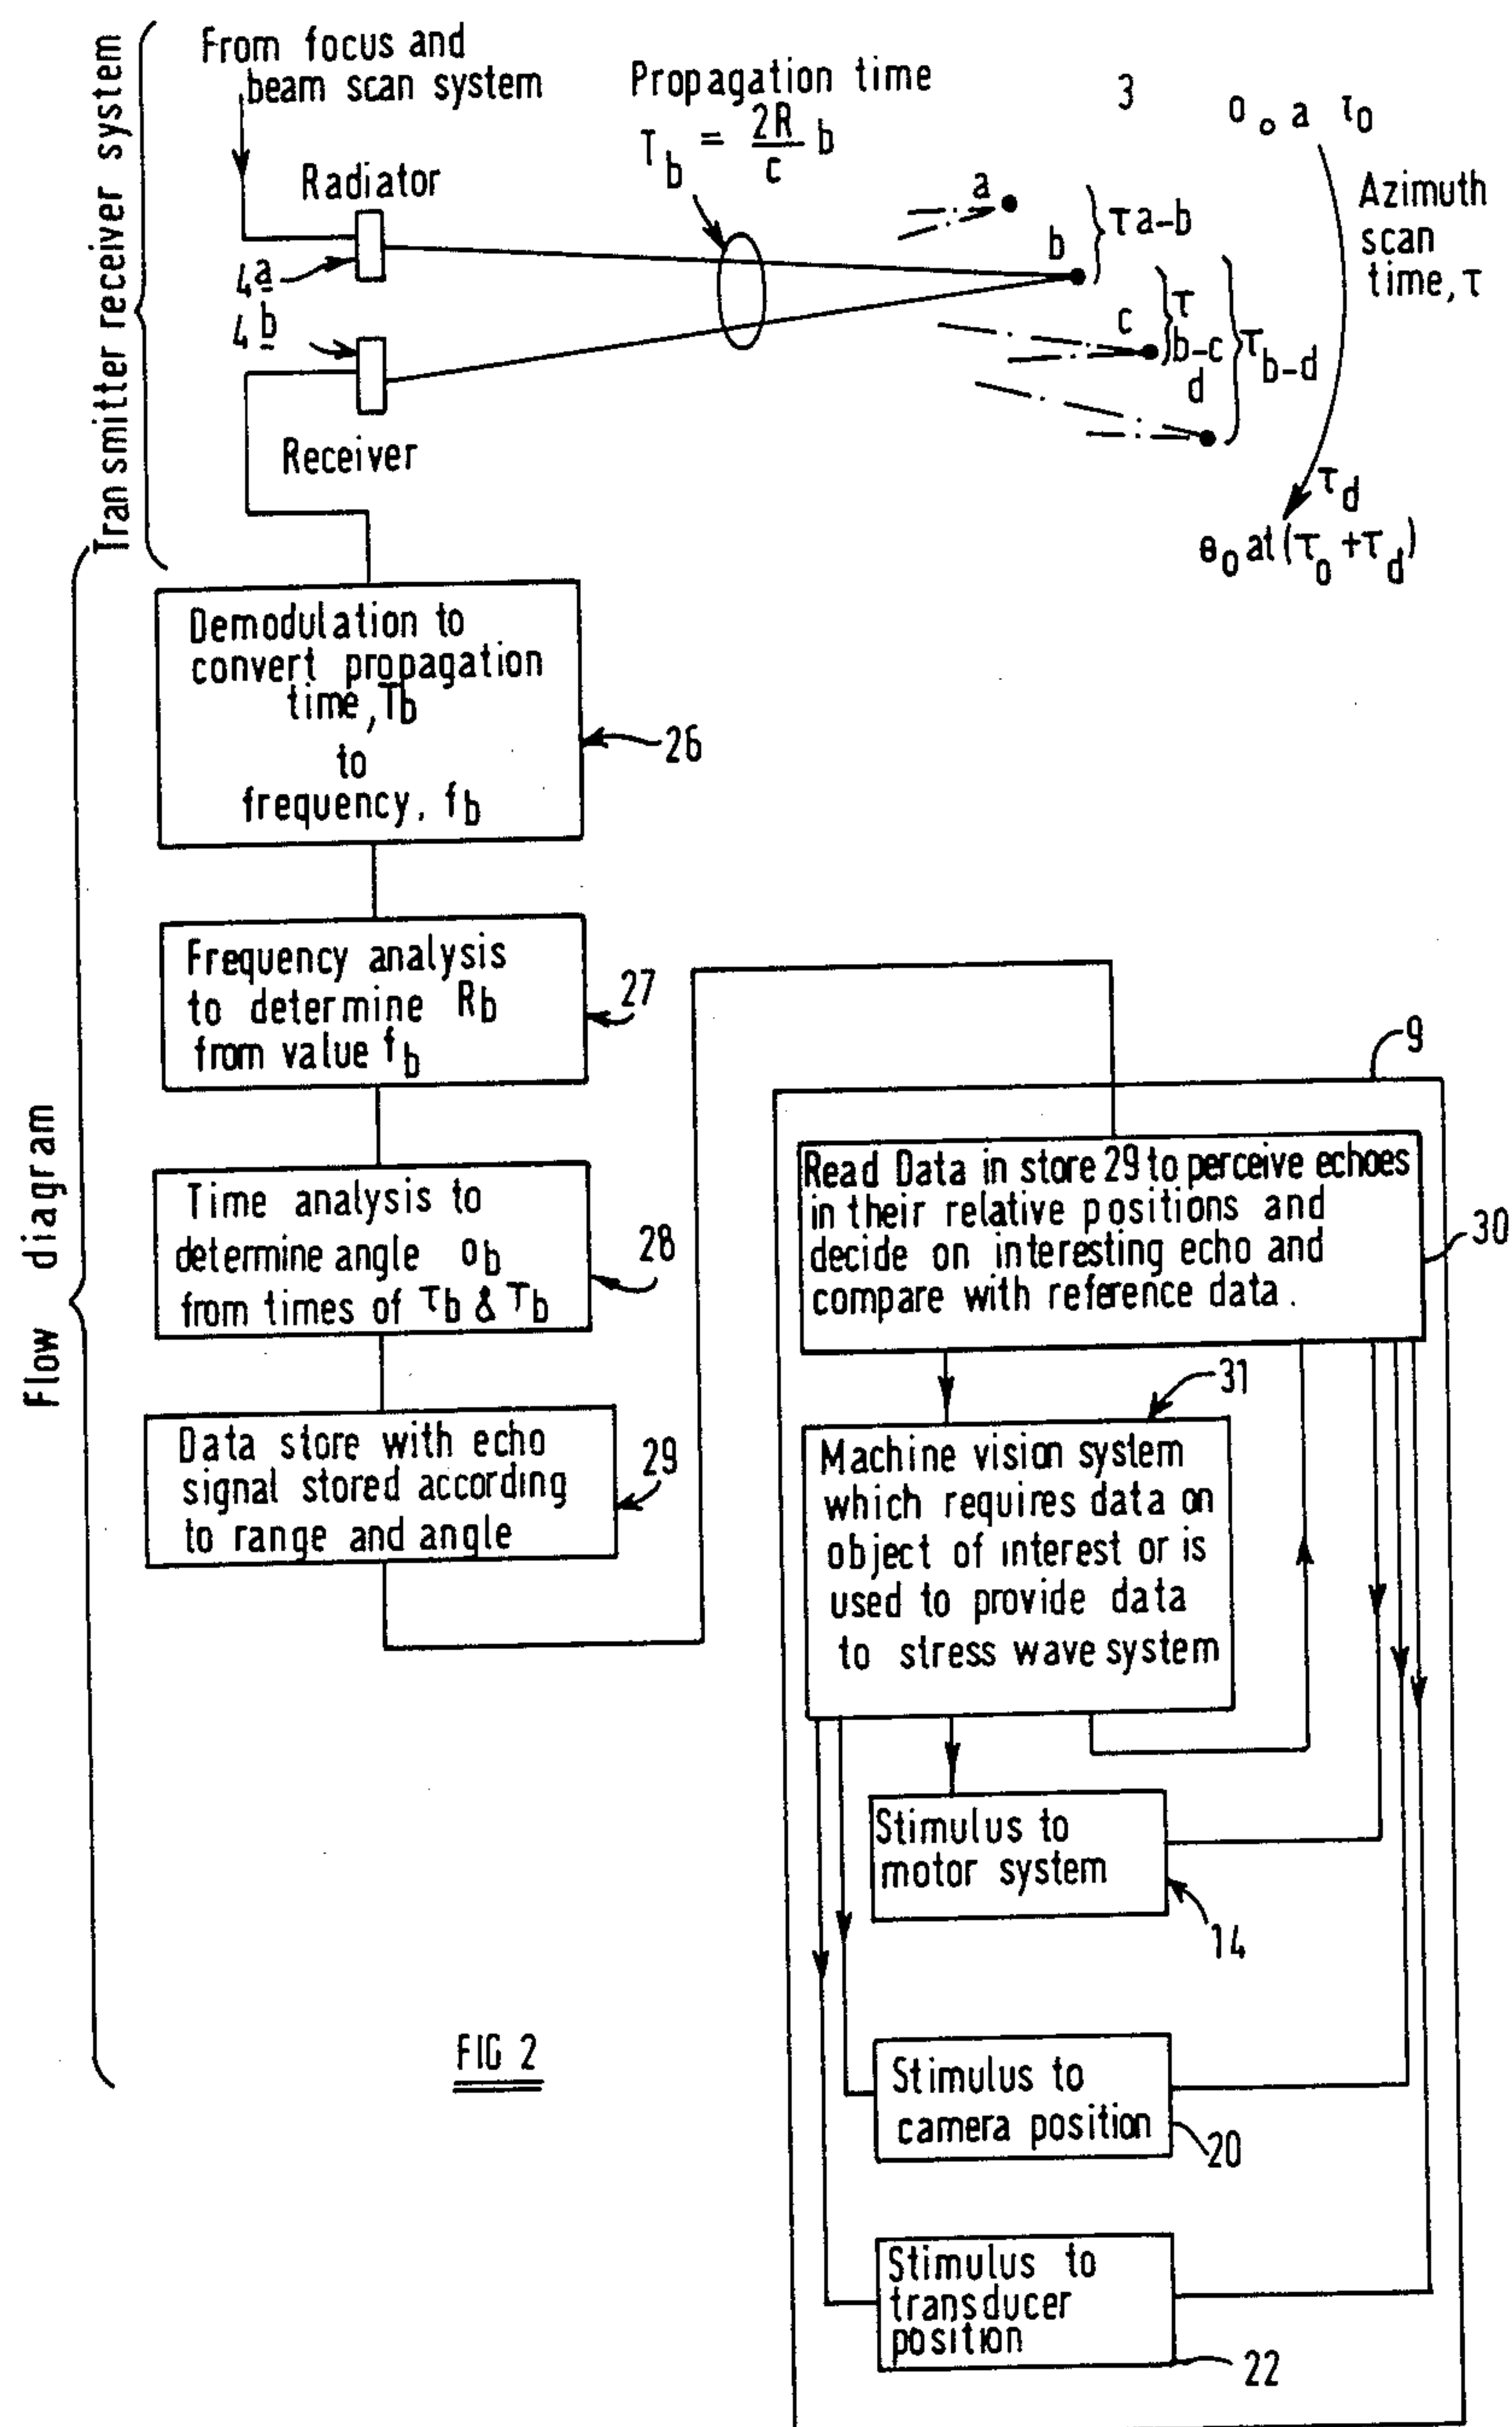 Transmitter receiver system
From focus and
beam scan system
Radiator
4a
4b
Receiver
Propagation time
T_b = 2R/c b
3
a
b
c
d
τa-b
τ
b-c
τb-d
o o a τ0
Azimuth
scan
time, τ
τd
θ0 at (τ0 + τd)
Flow diagram
Demodulation to
convert propagation
time, Tb
to
frequency, fb
26
Frequency analysis
to determine Rb
from value fb
27
Time analysis to
determine angle ob
from times of τb & Tb
28
Data store with echo
signal stored according
to range and angle
29
9
Read Data in store 29 to perceive echoes
in their relative positions and
decide on interesting echo and
compare with reference data.
30
31
Machine vision system
which requires data on
object of interest or is
used to provide data
to stress wave system
Stimulus to
motor system
14
Stimulus to
camera position
20
Stimulus to
transducer
position
22
FIG 2